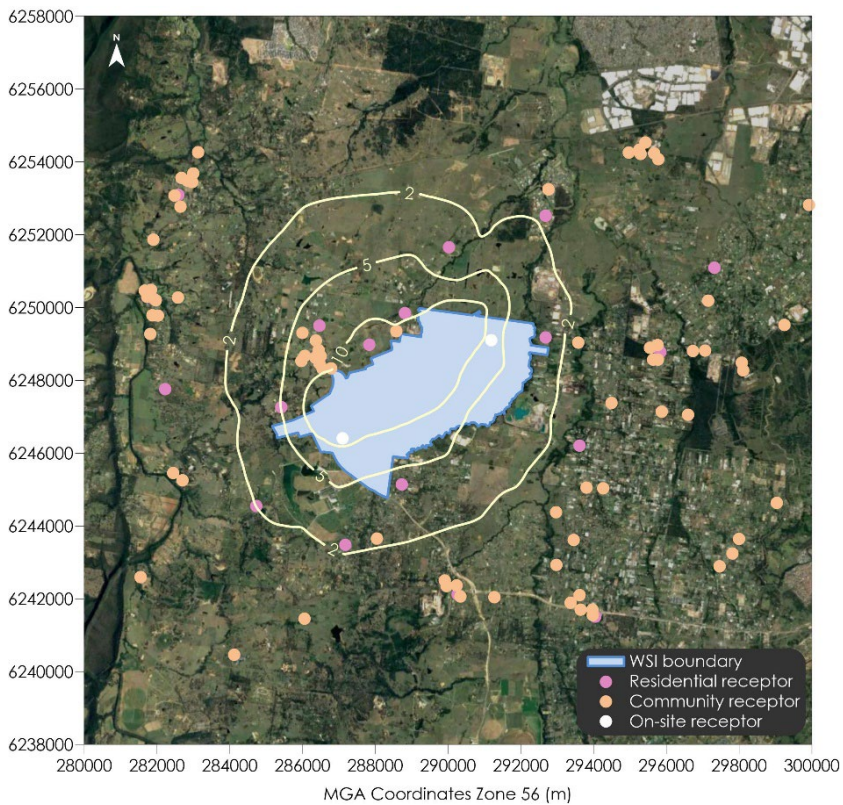 6258000
N
6256000
6254000
2
6252000
5
6250000
2
2
10
6248000
6246000
5
6244000
2
6242000
6240000
WSI boundary
Residential receptor
Community receptor
On-site receptor
6238000
280000 282000 284000 286000 288000 290000 292000 294000 296000 298000 300000
MGA Coordinates Zone 56 (m)